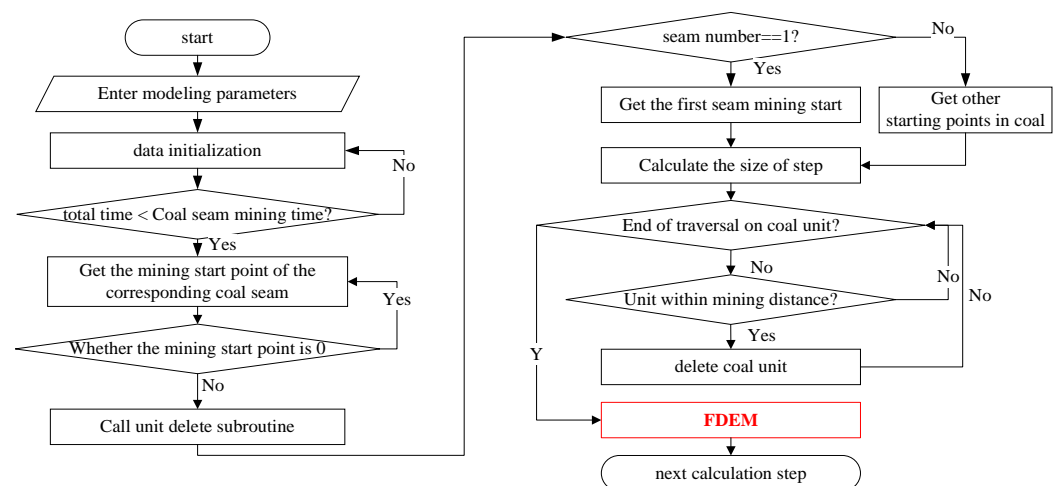 start
Enter modeling parameters
data initialization
No
total time < Coal seam mining time?
Yes
Get the mining start point of the
corresponding coal seam
Yes
Whether the mining start point is 0
No
Call unit delete subroutine
seam number==1?
No
Yes
Get the first seam mining start
Get other
starting points in coal
Calculate the size of step
End of traversal on coal unit?
No
No
No
Unit within mining distance?
Yes
Y
delete coal unit
FDEM
next calculation step